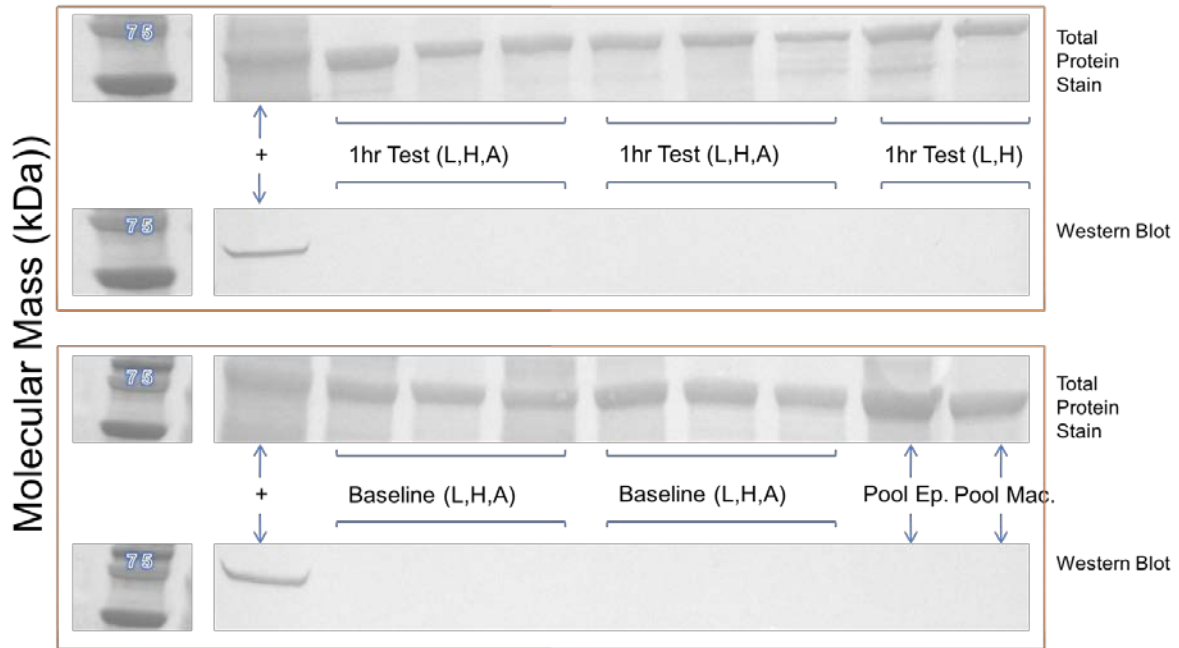 Molecular Mass (kDa))
75
Total
Protein
Stain
+
1hr Test (L,H,A)
1hr Test (L,H,A)
1hr Test (L,H)
75
Western Blot
75
Total
Protein
Stain
+
Baseline (L,H,A)
Baseline (L,H,A)
Pool Ep.
Pool Mac.
75
Western Blot